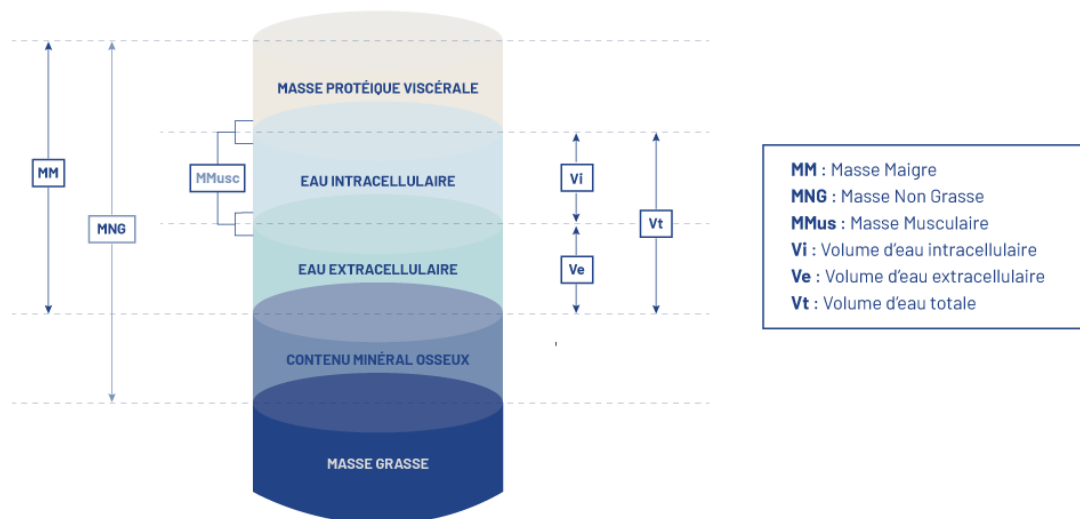 MASSE PROTÉIQUE VISCÉRALE
MM
MMusc
EAU INTRACELLULAIRE
Vi
MNG
Vt
EAU EXTRACELLULAIRE
Ve
CONTENU MINÉRAL OSSEUX
MASSE GRASSE
MM : Masse Maigre
MNG : Masse Non Grasse
MMus : Masse Musculaire
Vi : Volume d'eau intracellulaire
Ve : Volume d'eau extracellulaire
Vt : Volume d'eau totale